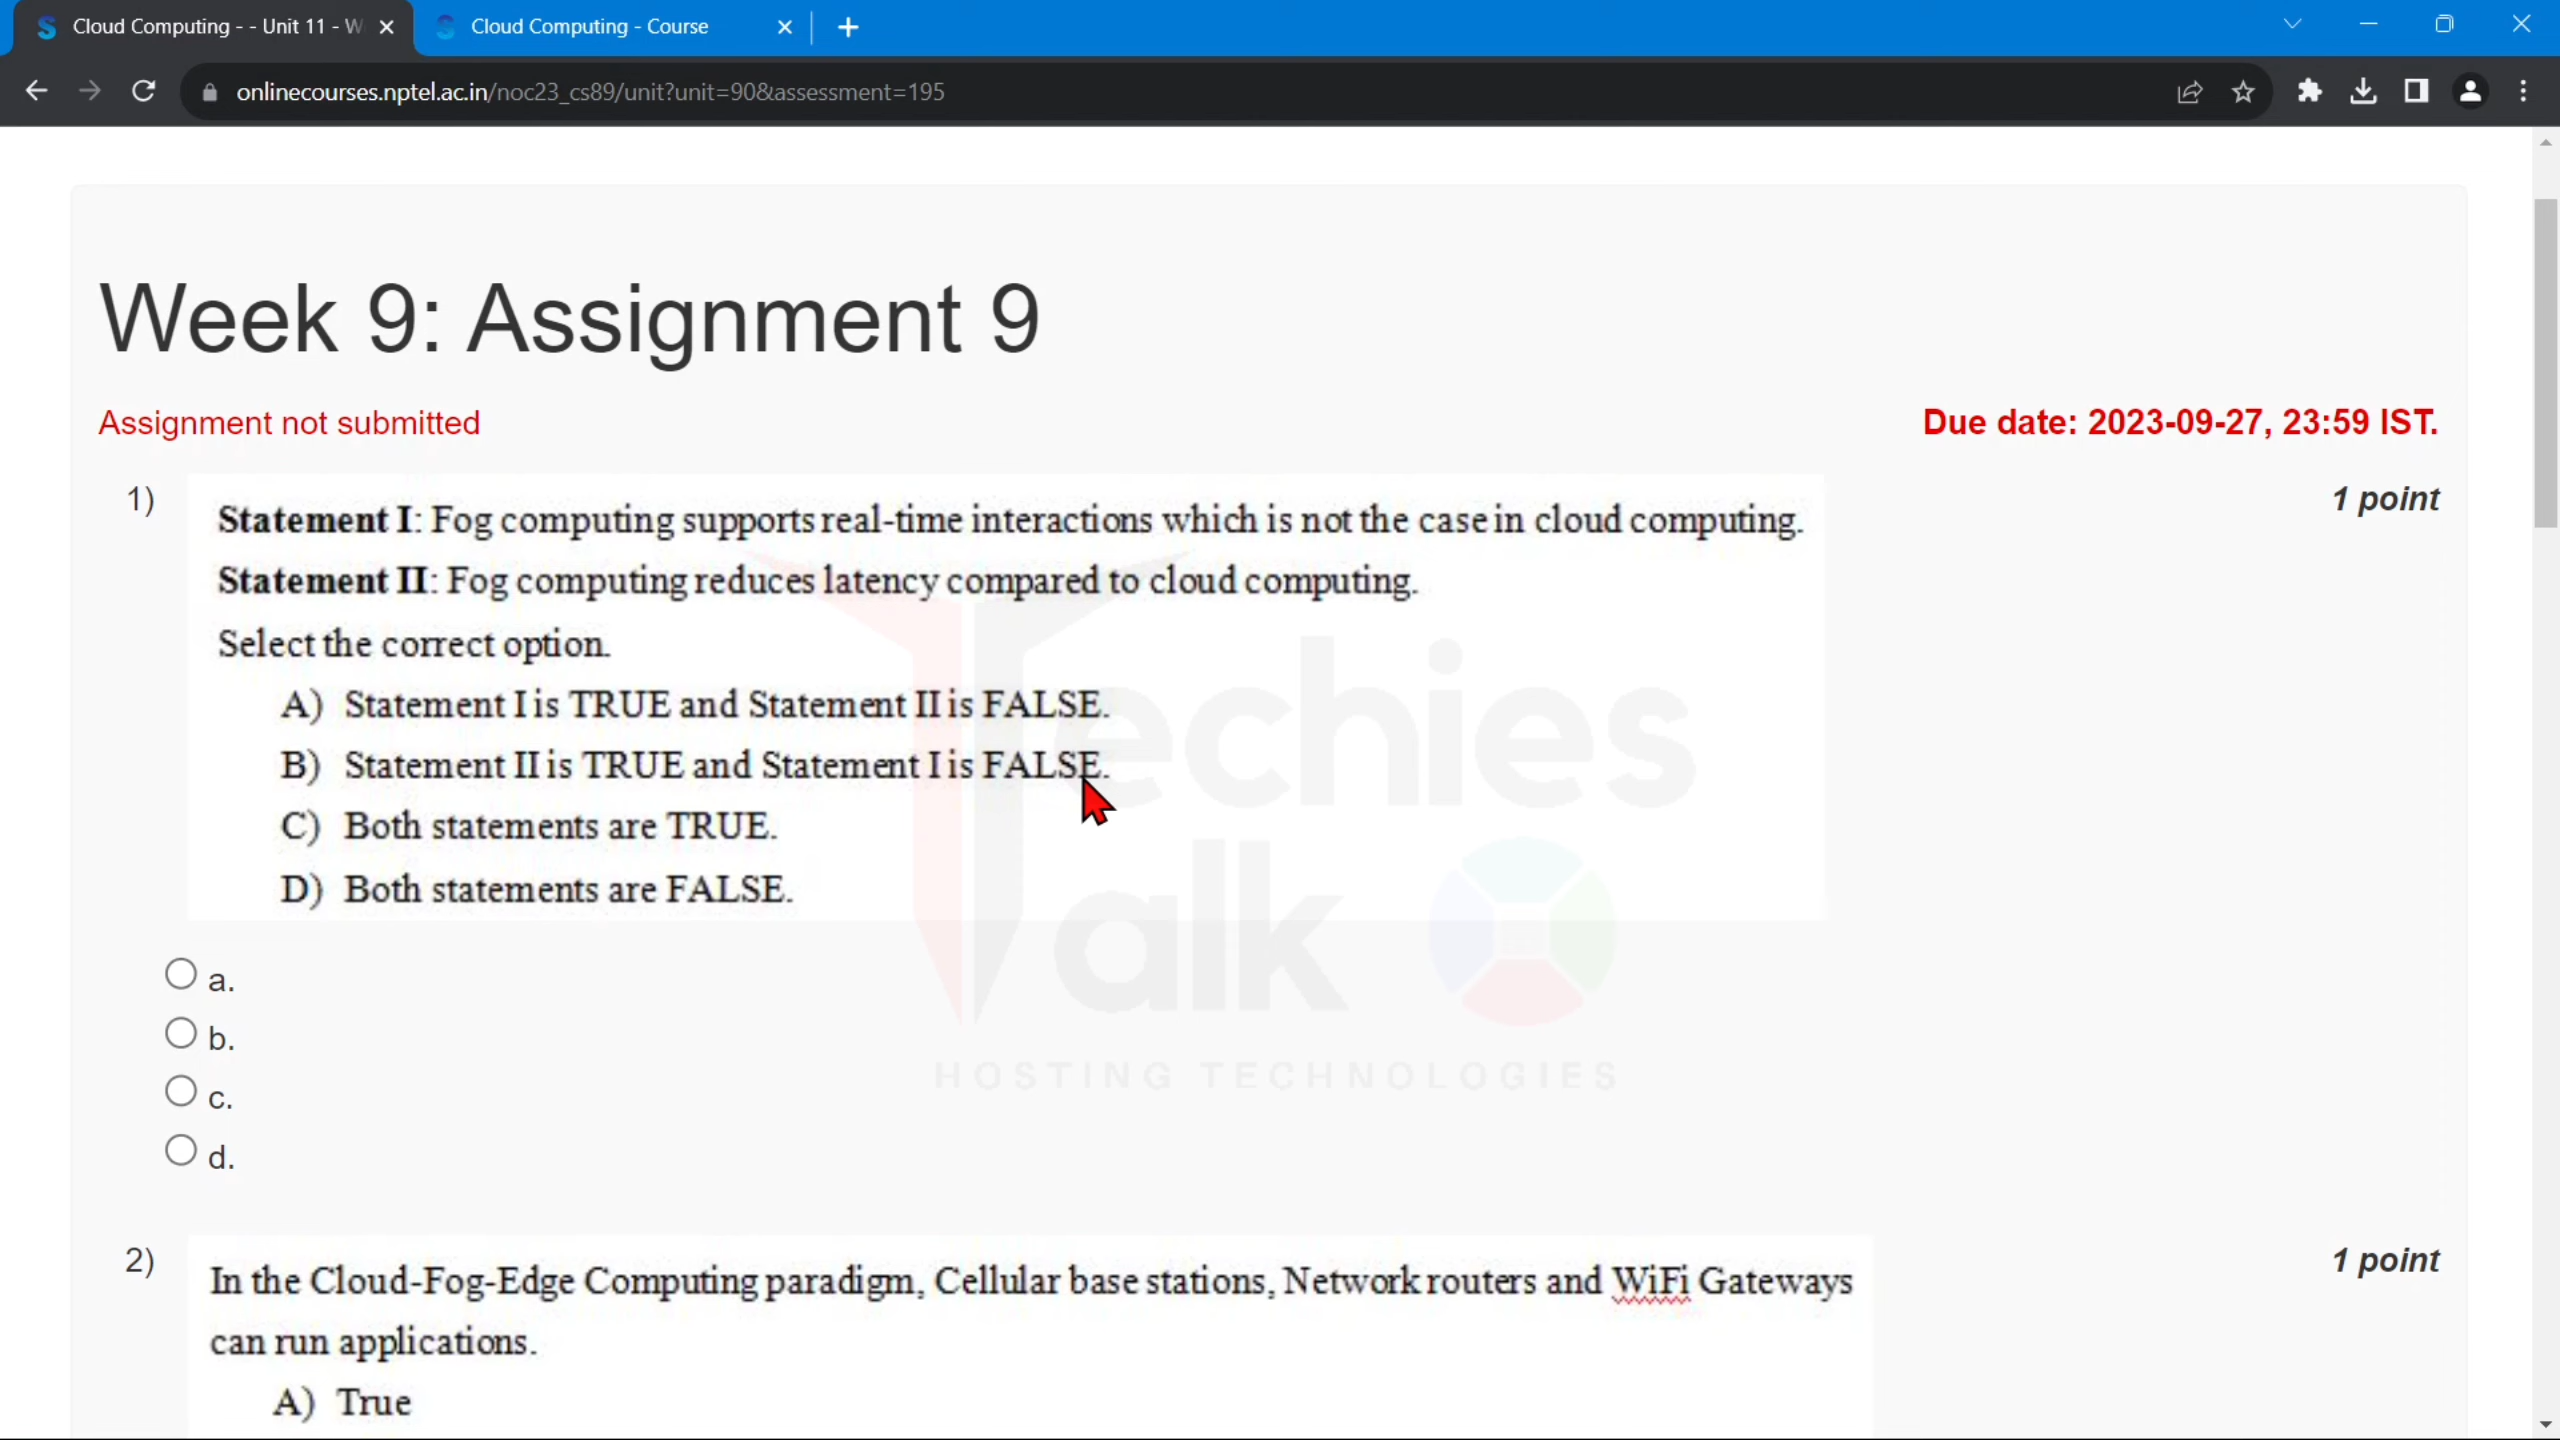 Cloud Computing - - Unit 11 - W
Cloud Computing - Course
onlinecourses.nptel.ac.in/noc23_cs89/unit?unit=90&assessment=195
Week 9: Assignment 9
Assignment not submitted
Due date: 2023-09-27, 23:59 IST.
1)
1 point
Statement I: Fog computing supports real-time interactions which is not the case in cloud computing.
Statement II: Fog computing reduces latency compared to cloud computing.
Select the correct option.
A) Statement I is TRUE and Statement II is FALSE.
B) Statement II is TRUE and Statement I is FALSE.
C) Both statements are TRUE.
D) Both statements are FALSE.
Techies
Talk
HOSTING TECHNOLOGIES
a.
b.
c.
d.
2)
1 point
In the Cloud-Fog-Edge Computing paradigm, Cellular base stations, Network routers and WiFi Gateways
can run applications.
A) True